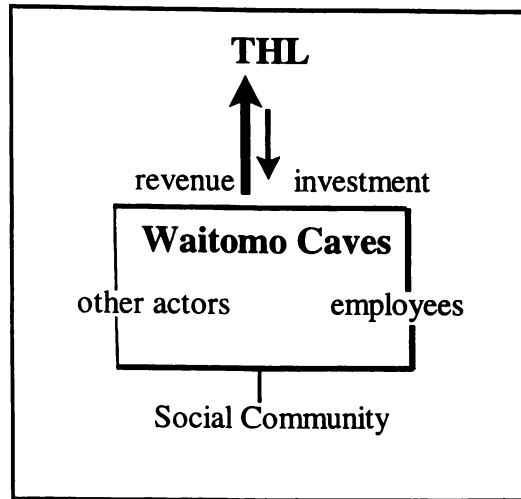 THL
revenue investment
Waitomo Caves
other actors employees
Social Community